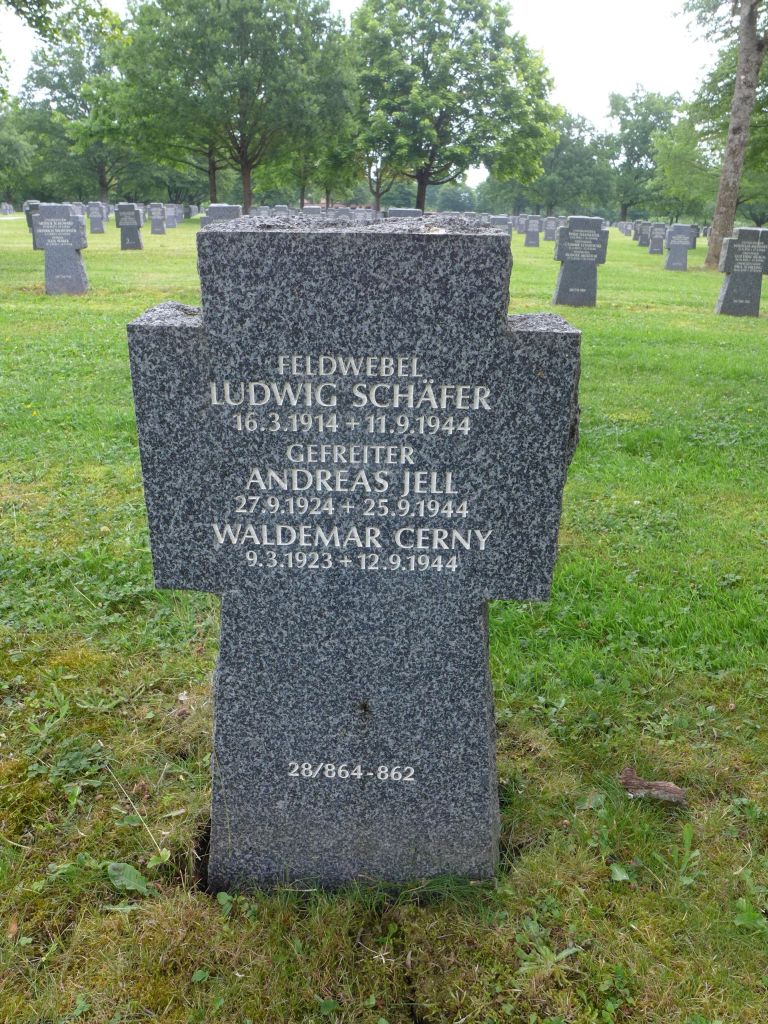 FELDWEBEL
LUDWIG SCHÄFER
16.3.1914 + 11.9.1944
GEFREITER
ANDREAS JELL
27.9.1924 + 25.9.1944
WALDEMAR CERNY
9.3.1923 + 12.9.1944
28/864-862